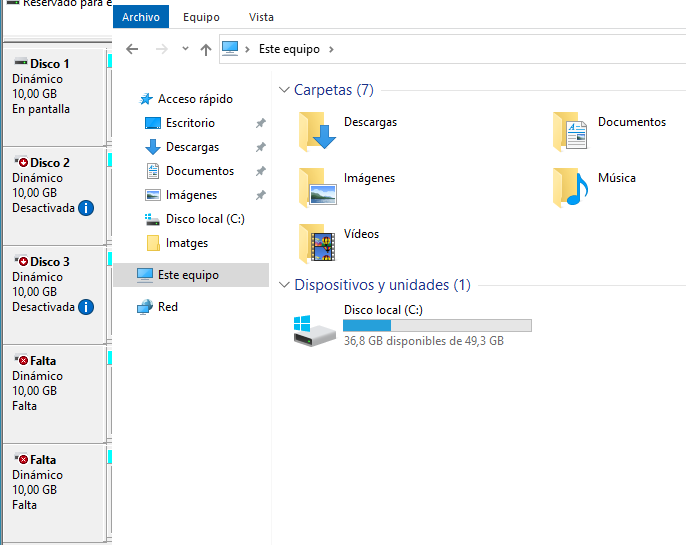 Reservado para e
Disco 1
Dinámico
10,00 GB
En pantalla
Disco 2
Dinámico
10,00 GB
Desactivada
Disco 3
Dinámico
10,00 GB
Desactivada
Falta
Dinámico
10,00 GB
Falta
Falta
Dinámico
10,00 GB
Falta
Archivo Equipo Vista
Este equipo
Acceso rápido
Escritorio
Descargas
Documentos
Imágenes
Disco local (C:)
Imatges
Este equipo
Red
Carpetas (7)
Descargas Documentos
Imágenes Música
Vídeos
Dispositivos y unidades (1)
Disco local (C:)
36,8 GB disponibles de 49,3 GB